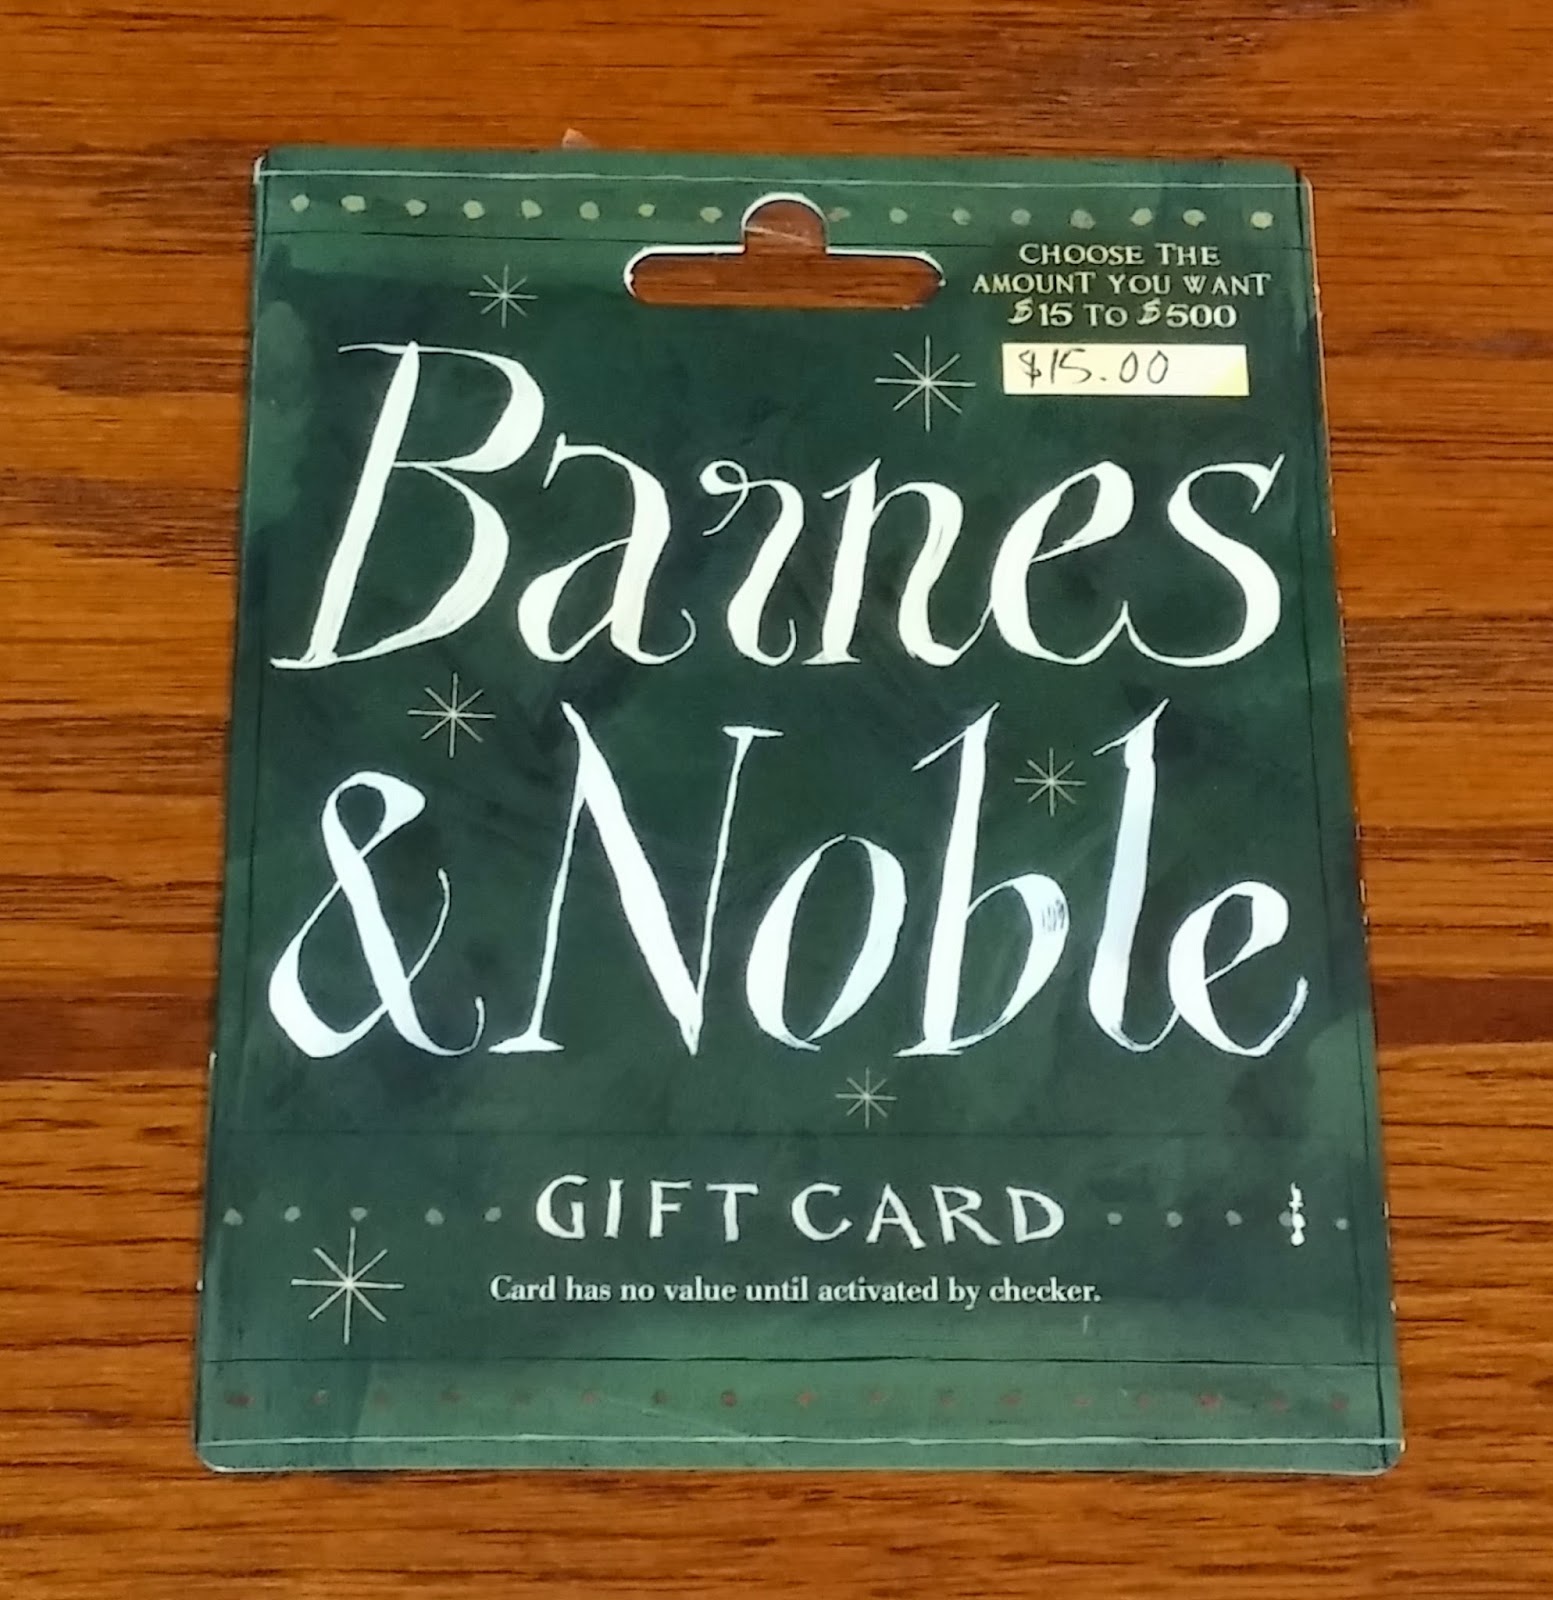 CHOOSE THE
AMOUNT YOU WANT
$15 TO $500
$15.00
Barnes
& Noble
GIFT CARD
Card has no value until activated by checker.